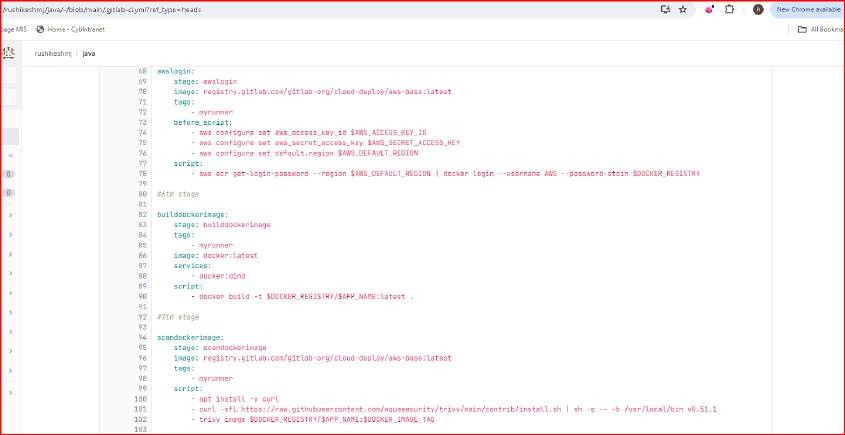 /rushikeshmj/java/-/blob/main/.gitlab-ci.yml?ref_type=heads
R
New Chrome available
page MIS
Home - CybIntranet
All Bookma
rushikeshmj / java
68 awslogin:
69 stage: awslogin
70 image: registry.gitlab.com/gitlab-org/cloud-deploy/aws-base:latest
71 tags:
72 - myrunner
73 before_script:
74 - aws configure set aws_access_key_id $AWS_ACCESS_KEY_ID
75 - aws configure set aws_secret_access_key $AWS_SECRET_ACCESS_KEY
76 - aws configure set default.region $AWS_DEFAULT_REGION
77 script:
78 - aws ecr get-login-password --region $AWS_DEFAULT_REGION | docker login --username AWS --password-stdin $DOCKER_REGISTRY
79
80 #6th stage
81
82 builddockerimage:
83 stage: builddockerimage
84 tags:
85 - myrunner
86 image: docker:latest
87 services:
88 - docker:dind
89 script:
90 - docker build -t $DOCKER_REGISTRY/$APP_NAME:latest .
91
92 #7th stage
93
94 scandockerimage:
95 stage: scandockerimage
96 image: registry.gitlab.com/gitlab-org/cloud-deploy/aws-base:latest
97 tags:
98 - myrunner
99 script:
100 - apt install -y curl
101 - curl -sfL https://raw.githubusercontent.com/aquasecurity/trivy/main/contrib/install.sh | sh -s -- -b /usr/local/bin v0.51.1
102 - trivy image $DOCKER_REGISTRY/$APP_NAME:$DOCKER_IMAGE_TAG
103
0
0